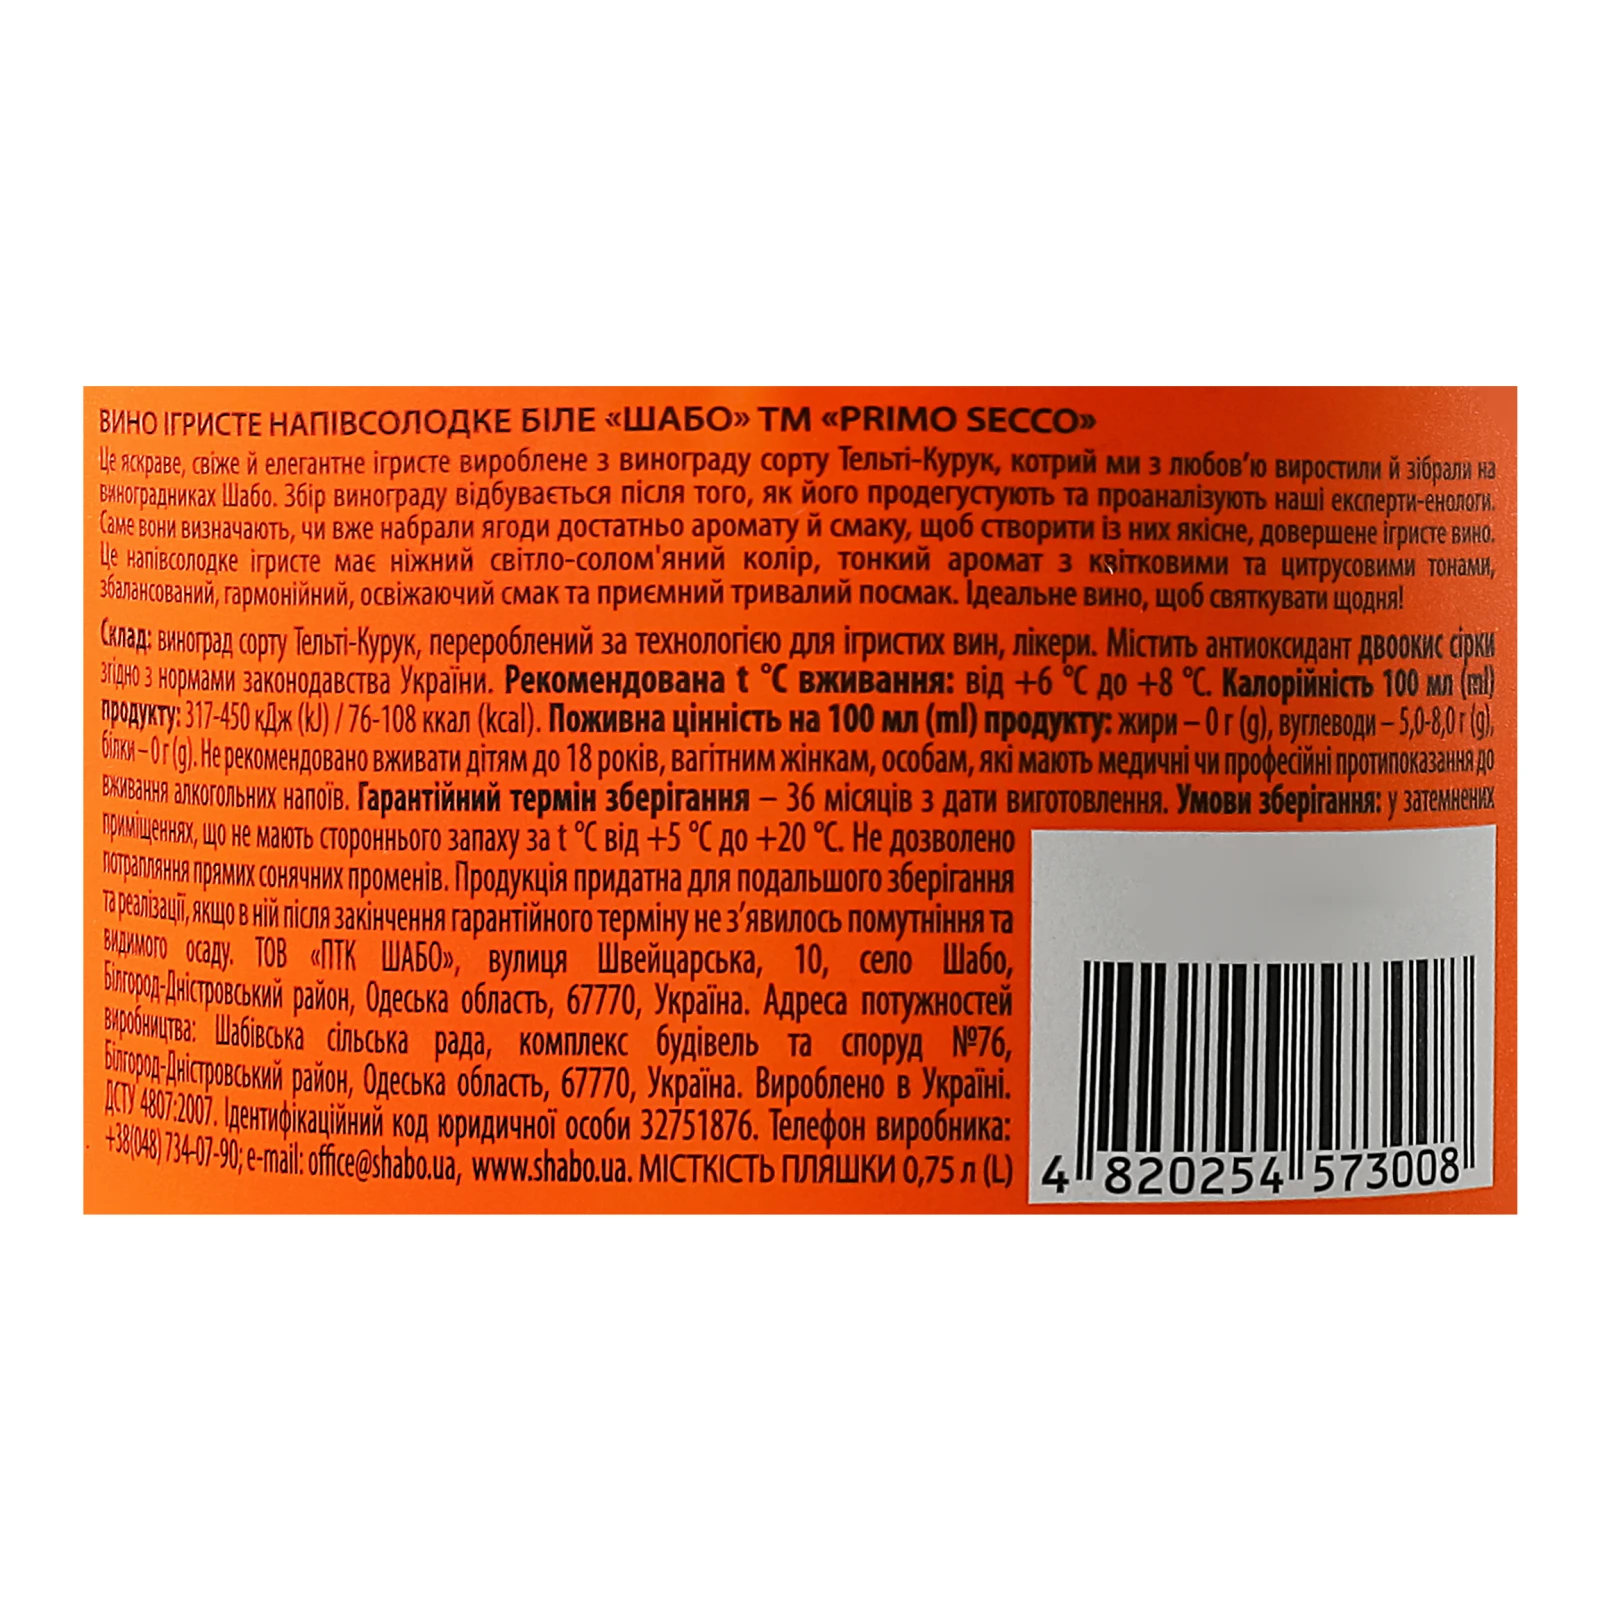 ВИНО ІГРИСТЕ НАПІВСОЛОДКЕ БІЛЕ «ШАБО» ТМ «PRIMO SECCO»
Це яскраве, свіже й елегантне ігристе вироблене з винограду сорту Тельті-Курук, котрий ми з любов’ю виростили й зібрали на
виноградниках Шабо. Збір винограду відбувається після того, як його продегустують та проаналізують наші експерти-енологи.
Саме вони визначають, чи вже набрали ягоди достатньо аромату й смаку, щоб створити із них якісне, довершене ігристе вино.
Це напівсолодке ігристе має ніжний світло-солом'яний колір, тонкий аромат з квітковими та цитрусовими тонами,
збалансований, гармонійний, освіжаючий смак та приємний тривалий посмак. Ідеальне вино, щоб святкувати щодня!
Склад: виноград сорту Тельті-Курук, перероблений за технологією для ігристих вин, лікери. Містить антиоксидант двоокис сірки
згідно з нормами законодавства України. Рекомендована t °C вживання: від +6 °C до +8 °C. Калорійність 100 мл (ml)
продукту: 317-450 кДж (kJ) / 76-108 ккал (kcal). Поживна цінність на 100 мл (ml) продукту: жири – 0 г (g), вуглеводи – 5,0-8,0 г (g),
білки – 0 г (g). Не рекомендовано вживати дітям до 18 років, вагітним жінкам, особам, які мають медичні чи професійні протипоказання до
вживання алкогольних напоїв. Гарантійний термін зберігання – 36 місяців з дати виготовлення. Умови зберігання: у затемнених
приміщеннях, що не мають стороннього запаху за t °C від +5 °C до +20 °C. Не дозволено
потрапляння прямих сонячних променів. Продукція придатна для подальшого зберігання
та реалізації, якщо в ній після закінчення гарантійного терміну не з’явилось помутніння та
видимого осаду. ТОВ «ПТК ШАБО», вулиця Швейцарська, 10, село Шабо,
Білгород-Дністровський район, Одеська область, 67770, Україна. Адреса потужностей
виробництва: Шабівська сільська рада, комплекс будівель та споруд №76,
Білгород-Дністровський район, Одеська область, 67770, Україна. Вироблено в Україні.
ДСТУ 4807:2007. Ідентифікаційний код юридичної особи 32751876. Телефон виробника:
+38(048) 734-07-90; e-mail: office@shabo.ua, www.shabo.ua. МІСТКІСТЬ ПЛЯШКИ 0,75 л (L)
4 820254 573008